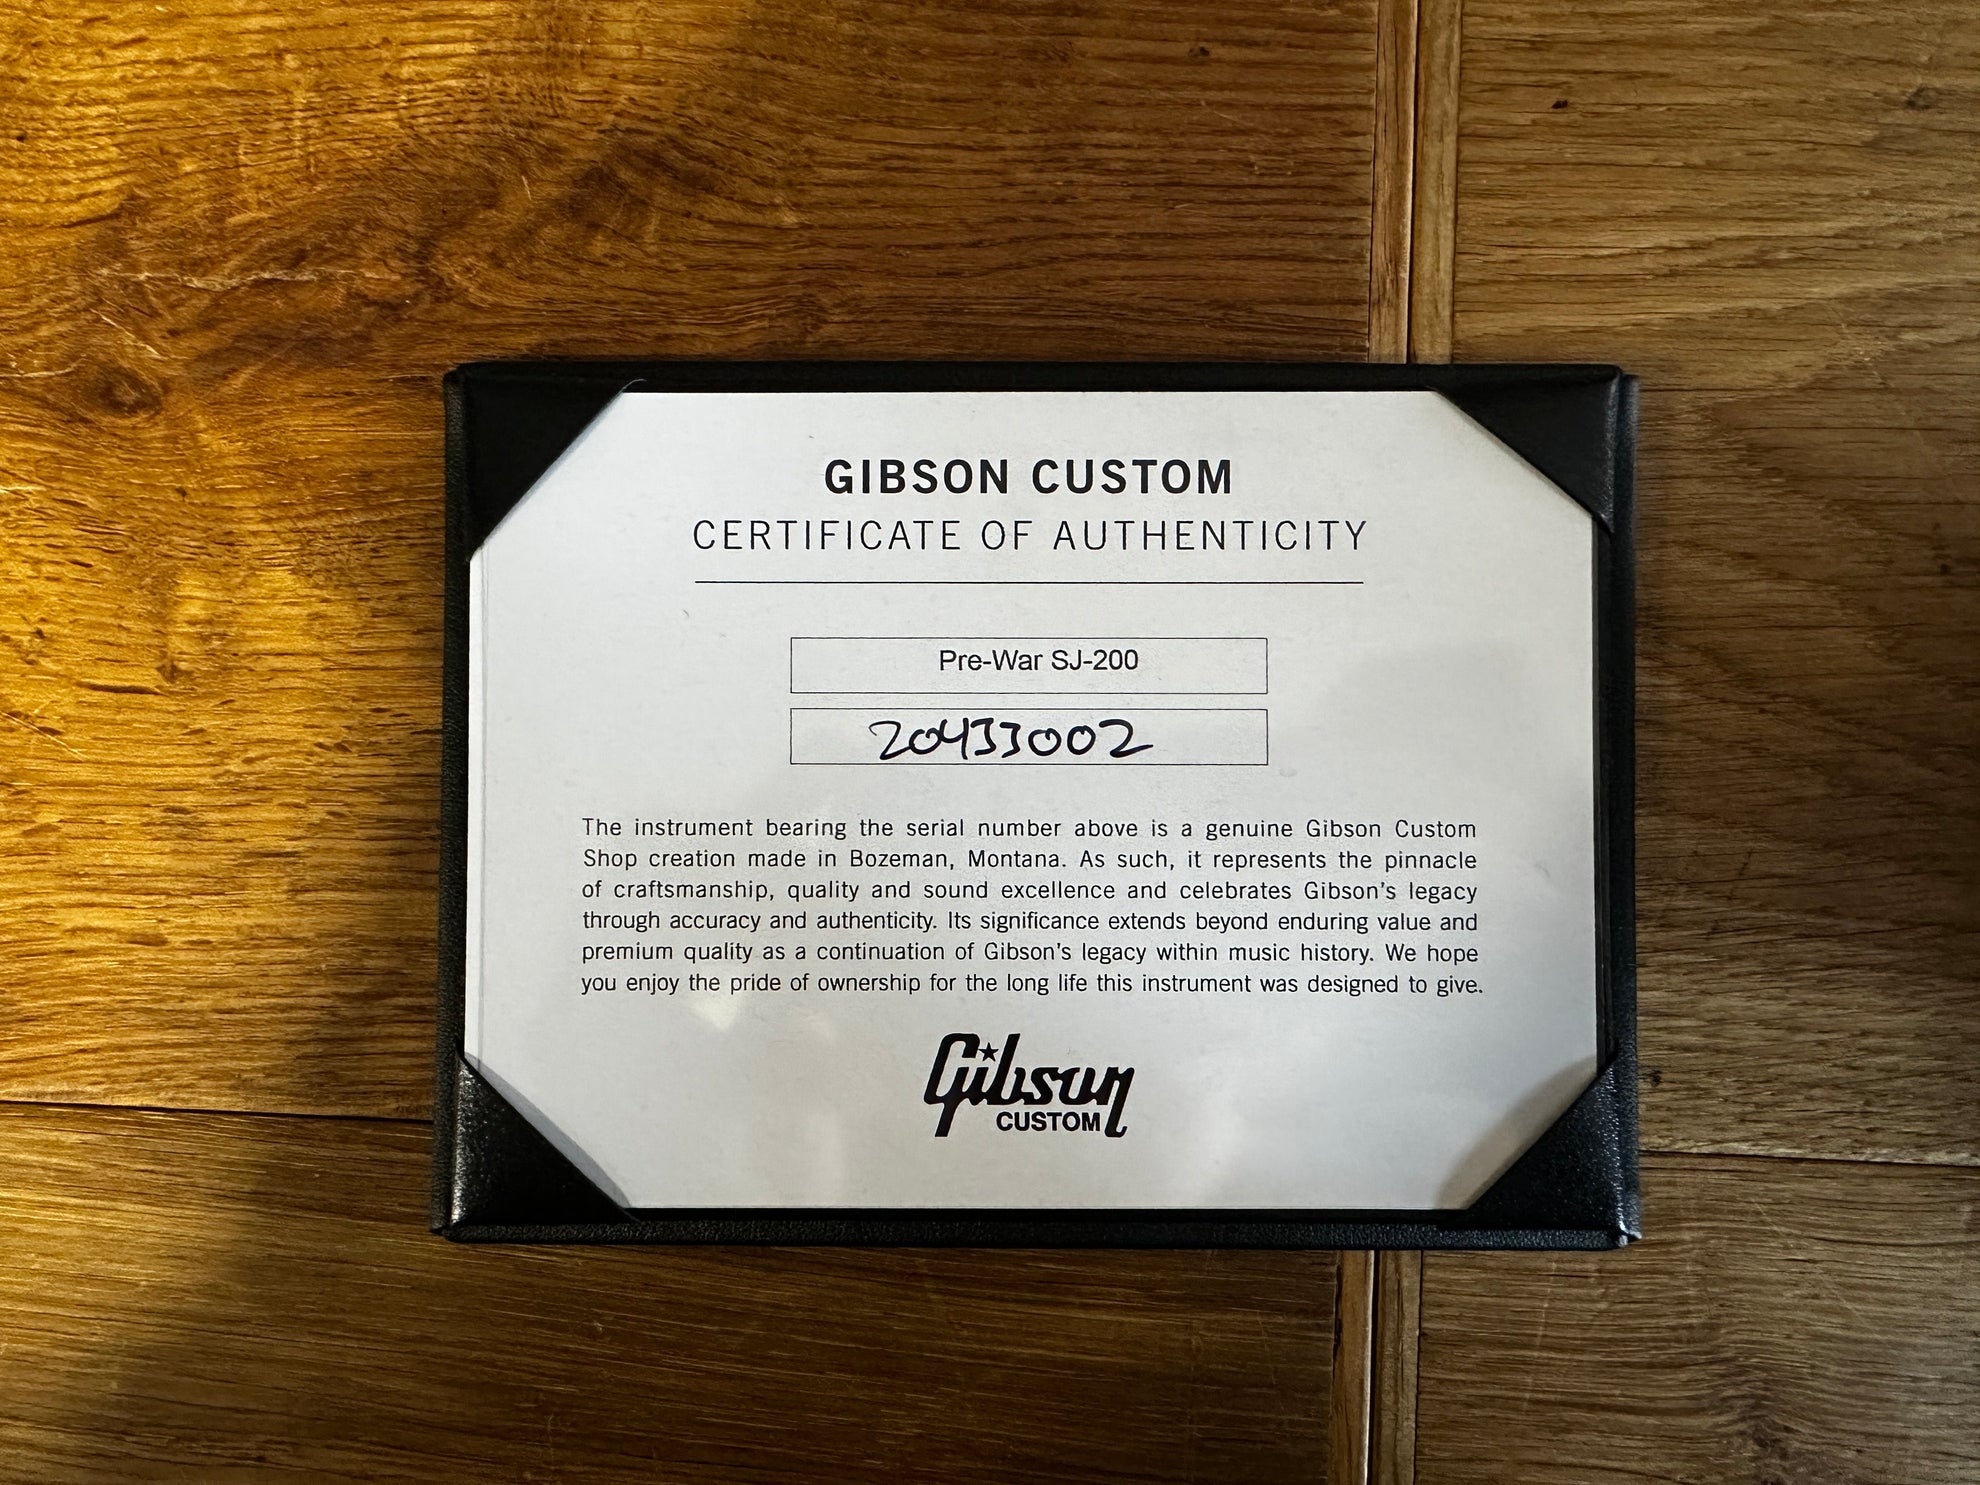 GIBSON CUSTOM
CERTIFICATE OF AUTHENTICITY
Pre-War SJ-200
20433002
The instrument bearing the serial number above is a genuine Gibson Custom
Shop creation made in Bozeman, Montana. As such, it represents the pinnacle
of craftsmanship, quality and sound excellence and celebrates Gibson's legacy
through accuracy and authenticity. Its significance extends beyond enduring value and
premium quality as a continuation of Gibson's legacy within music history. We hope
you enjoy the pride of ownership for the long life this instrument was designed to give.
Gibson
CUSTOM